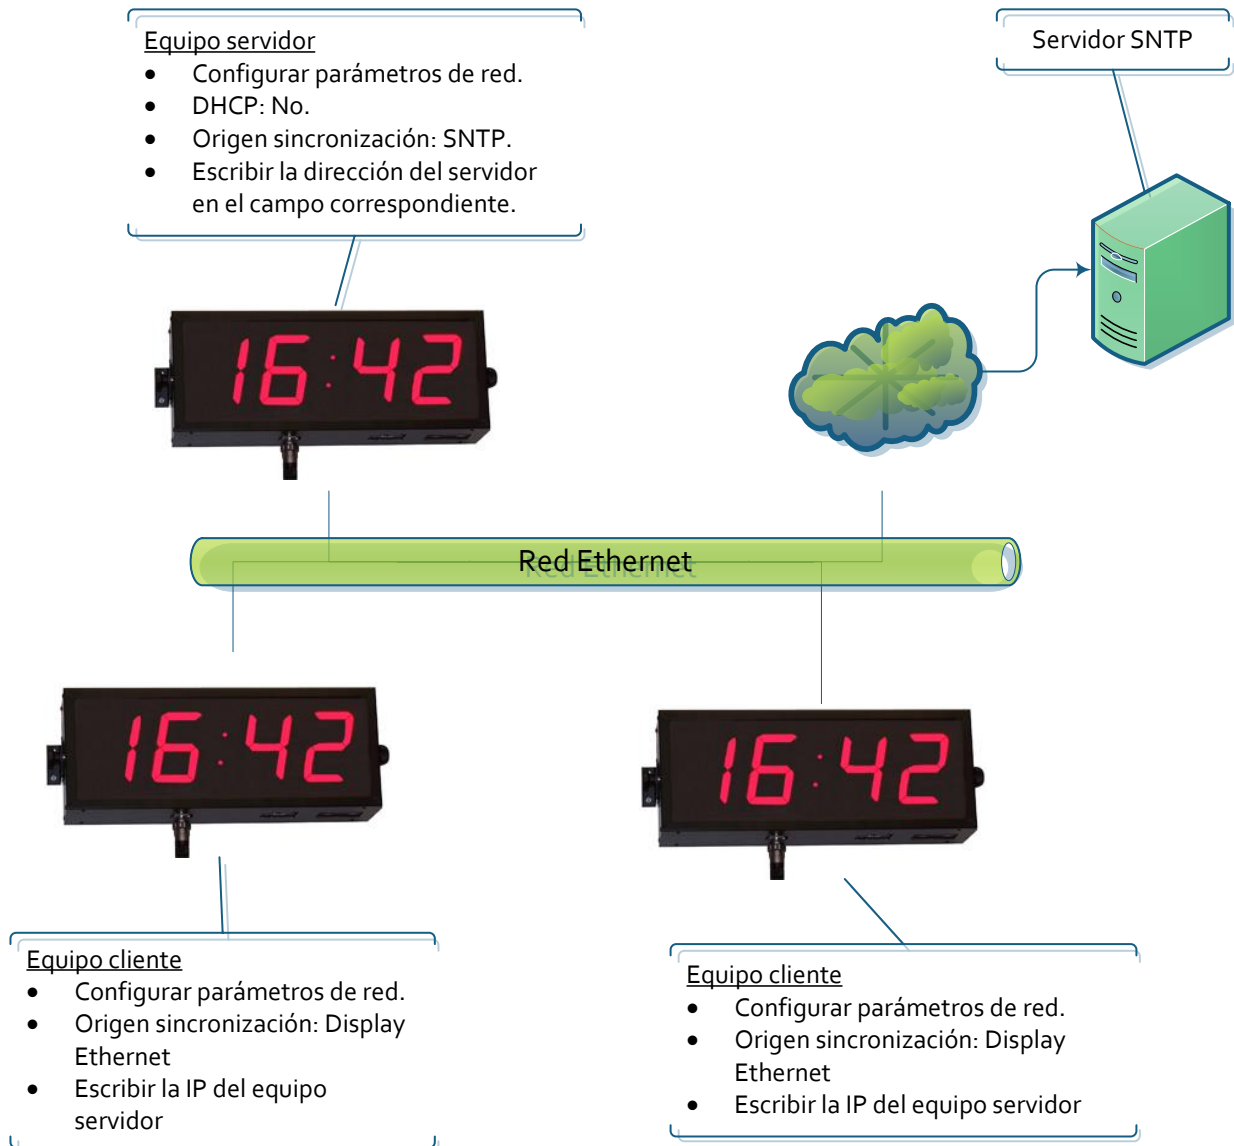 Equipo servidor
• Configurar parámetros de red.
• DHCP: No.
• Origen sincronización: SNTP.
• Escribir la dirección del servidor
en el campo correspondiente.
Servidor SNTP
16:42
Red Ethernet
16:42
16:42
Equipo cliente
• Configurar parámetros de red.
• Origen sincronización: Display
Ethernet
• Escribir la IP del equipo
servidor
Equipo cliente
• Configurar parámetros de red.
• Origen sincronización: Display
Ethernet
• Escribir la IP del equipo servidor